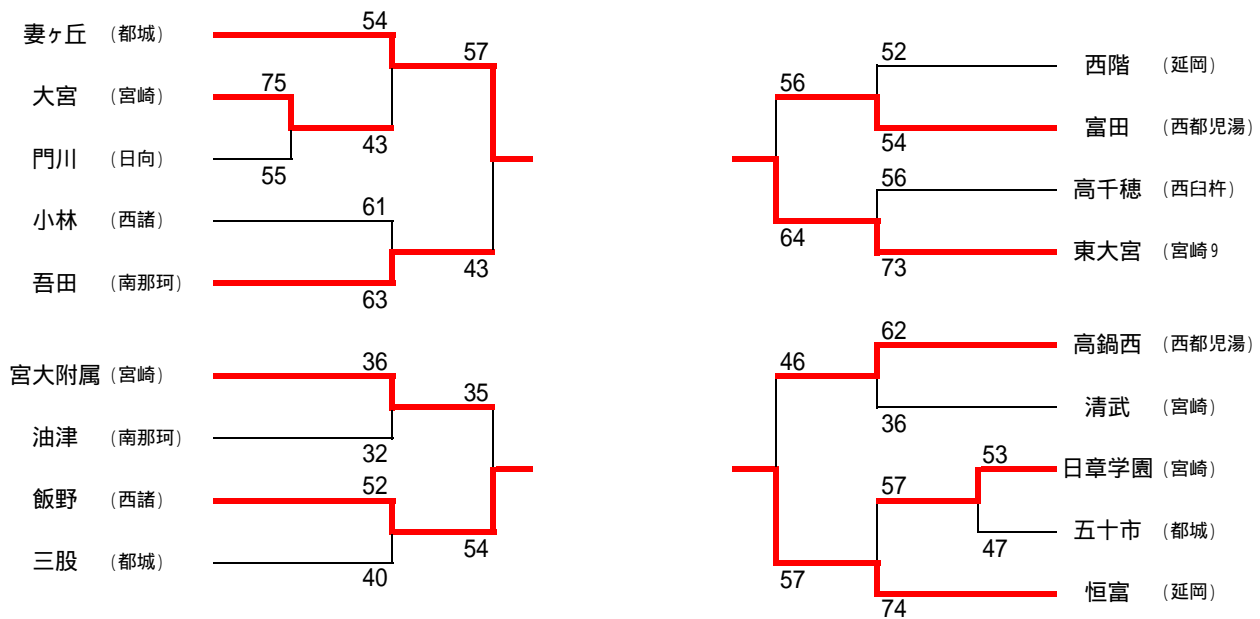 54
妻ヶ丘 (都城)
57
75
大宮 (宮崎)
43
門川 (日向)
55
61
小林 (西諸)
43
吾田 (南那珂)
63
36
宮大附属 (宮崎)
35
油津 (南那珂)
32
52
飯野 (西諸)
54
三股 (都城)
40
52
西階 (延岡)
56
富田 (西都児湯)
54
56
高千穂 (西臼杵)
64
東大宮 (宮崎9
73
62
高鍋西 (西都児湯)
46
清武 (宮崎)
36
53
日章学園 (宮崎)
57
五十市 (都城)
47
57
恒富 (延岡)
74